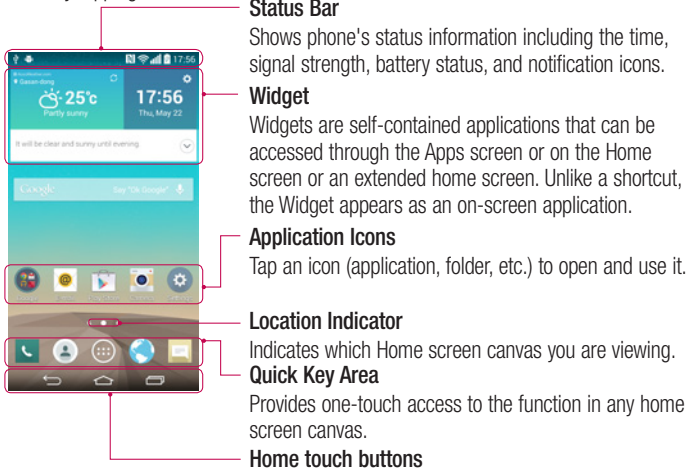 Status Bar
Shows phone's status information including the time,
signal strength, battery status, and notification icons.
17:56
Gasan-dong
25°c
Partly sunny
17:56
Thu, May 22
It will be clear and sunny until evening.
Widget
Widgets are self-contained applications that can be
accessed through the Apps screen or on the Home
screen or an extended home screen. Unlike a shortcut,
the Widget appears as an on-screen application.
Google
Say "Ok Google"
Application Icons
Tap an icon (application, folder, etc.) to open and use it.
Location Indicator
Indicates which Home screen canvas you are viewing.
Quick Key Area
Provides one-touch access to the function in any home
screen canvas.
Home touch buttons